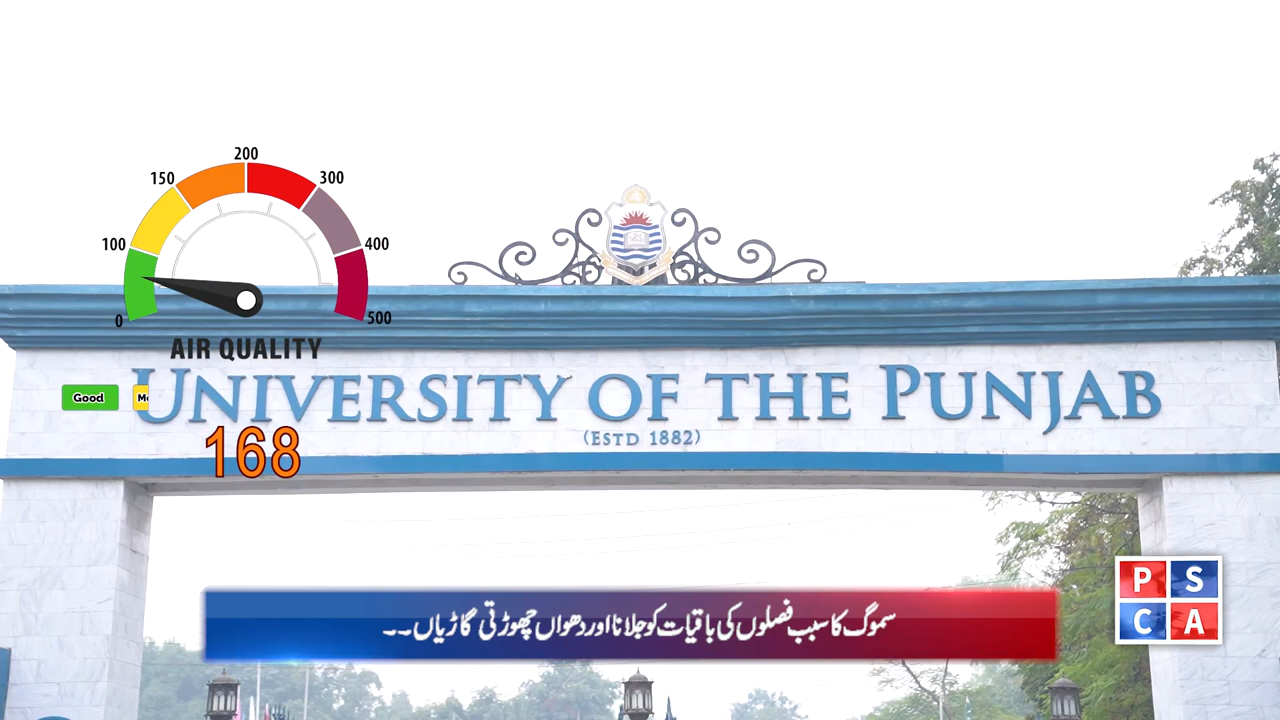 200
150
300
100
400
0
500
AIR QUALITY
Good
Mo
UNIVERSITY OF THE PUNJAB
(ESTD 1882)
168
سموگ کا سبب فصلوں کی باقیات کو جلانا اور دھواں چھوڑتی گاڑیاں۔۔
P S
C A